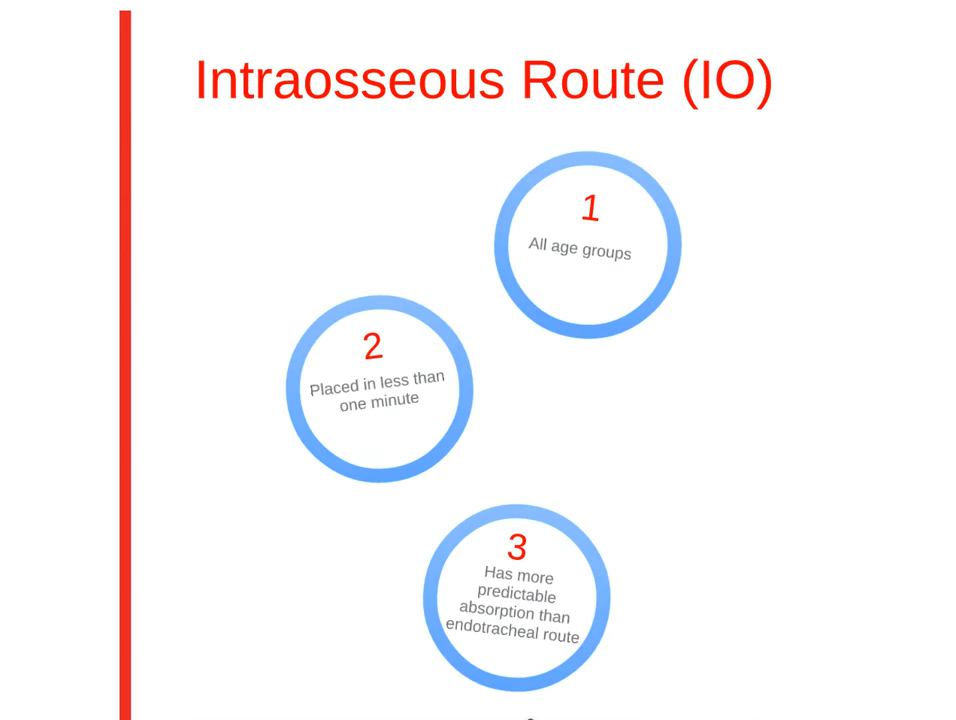 Intraosseous Route (IO)
1
All age groups
2
Placed in less than
one minute
3
Has more
predictable
absorption than
endotracheal route